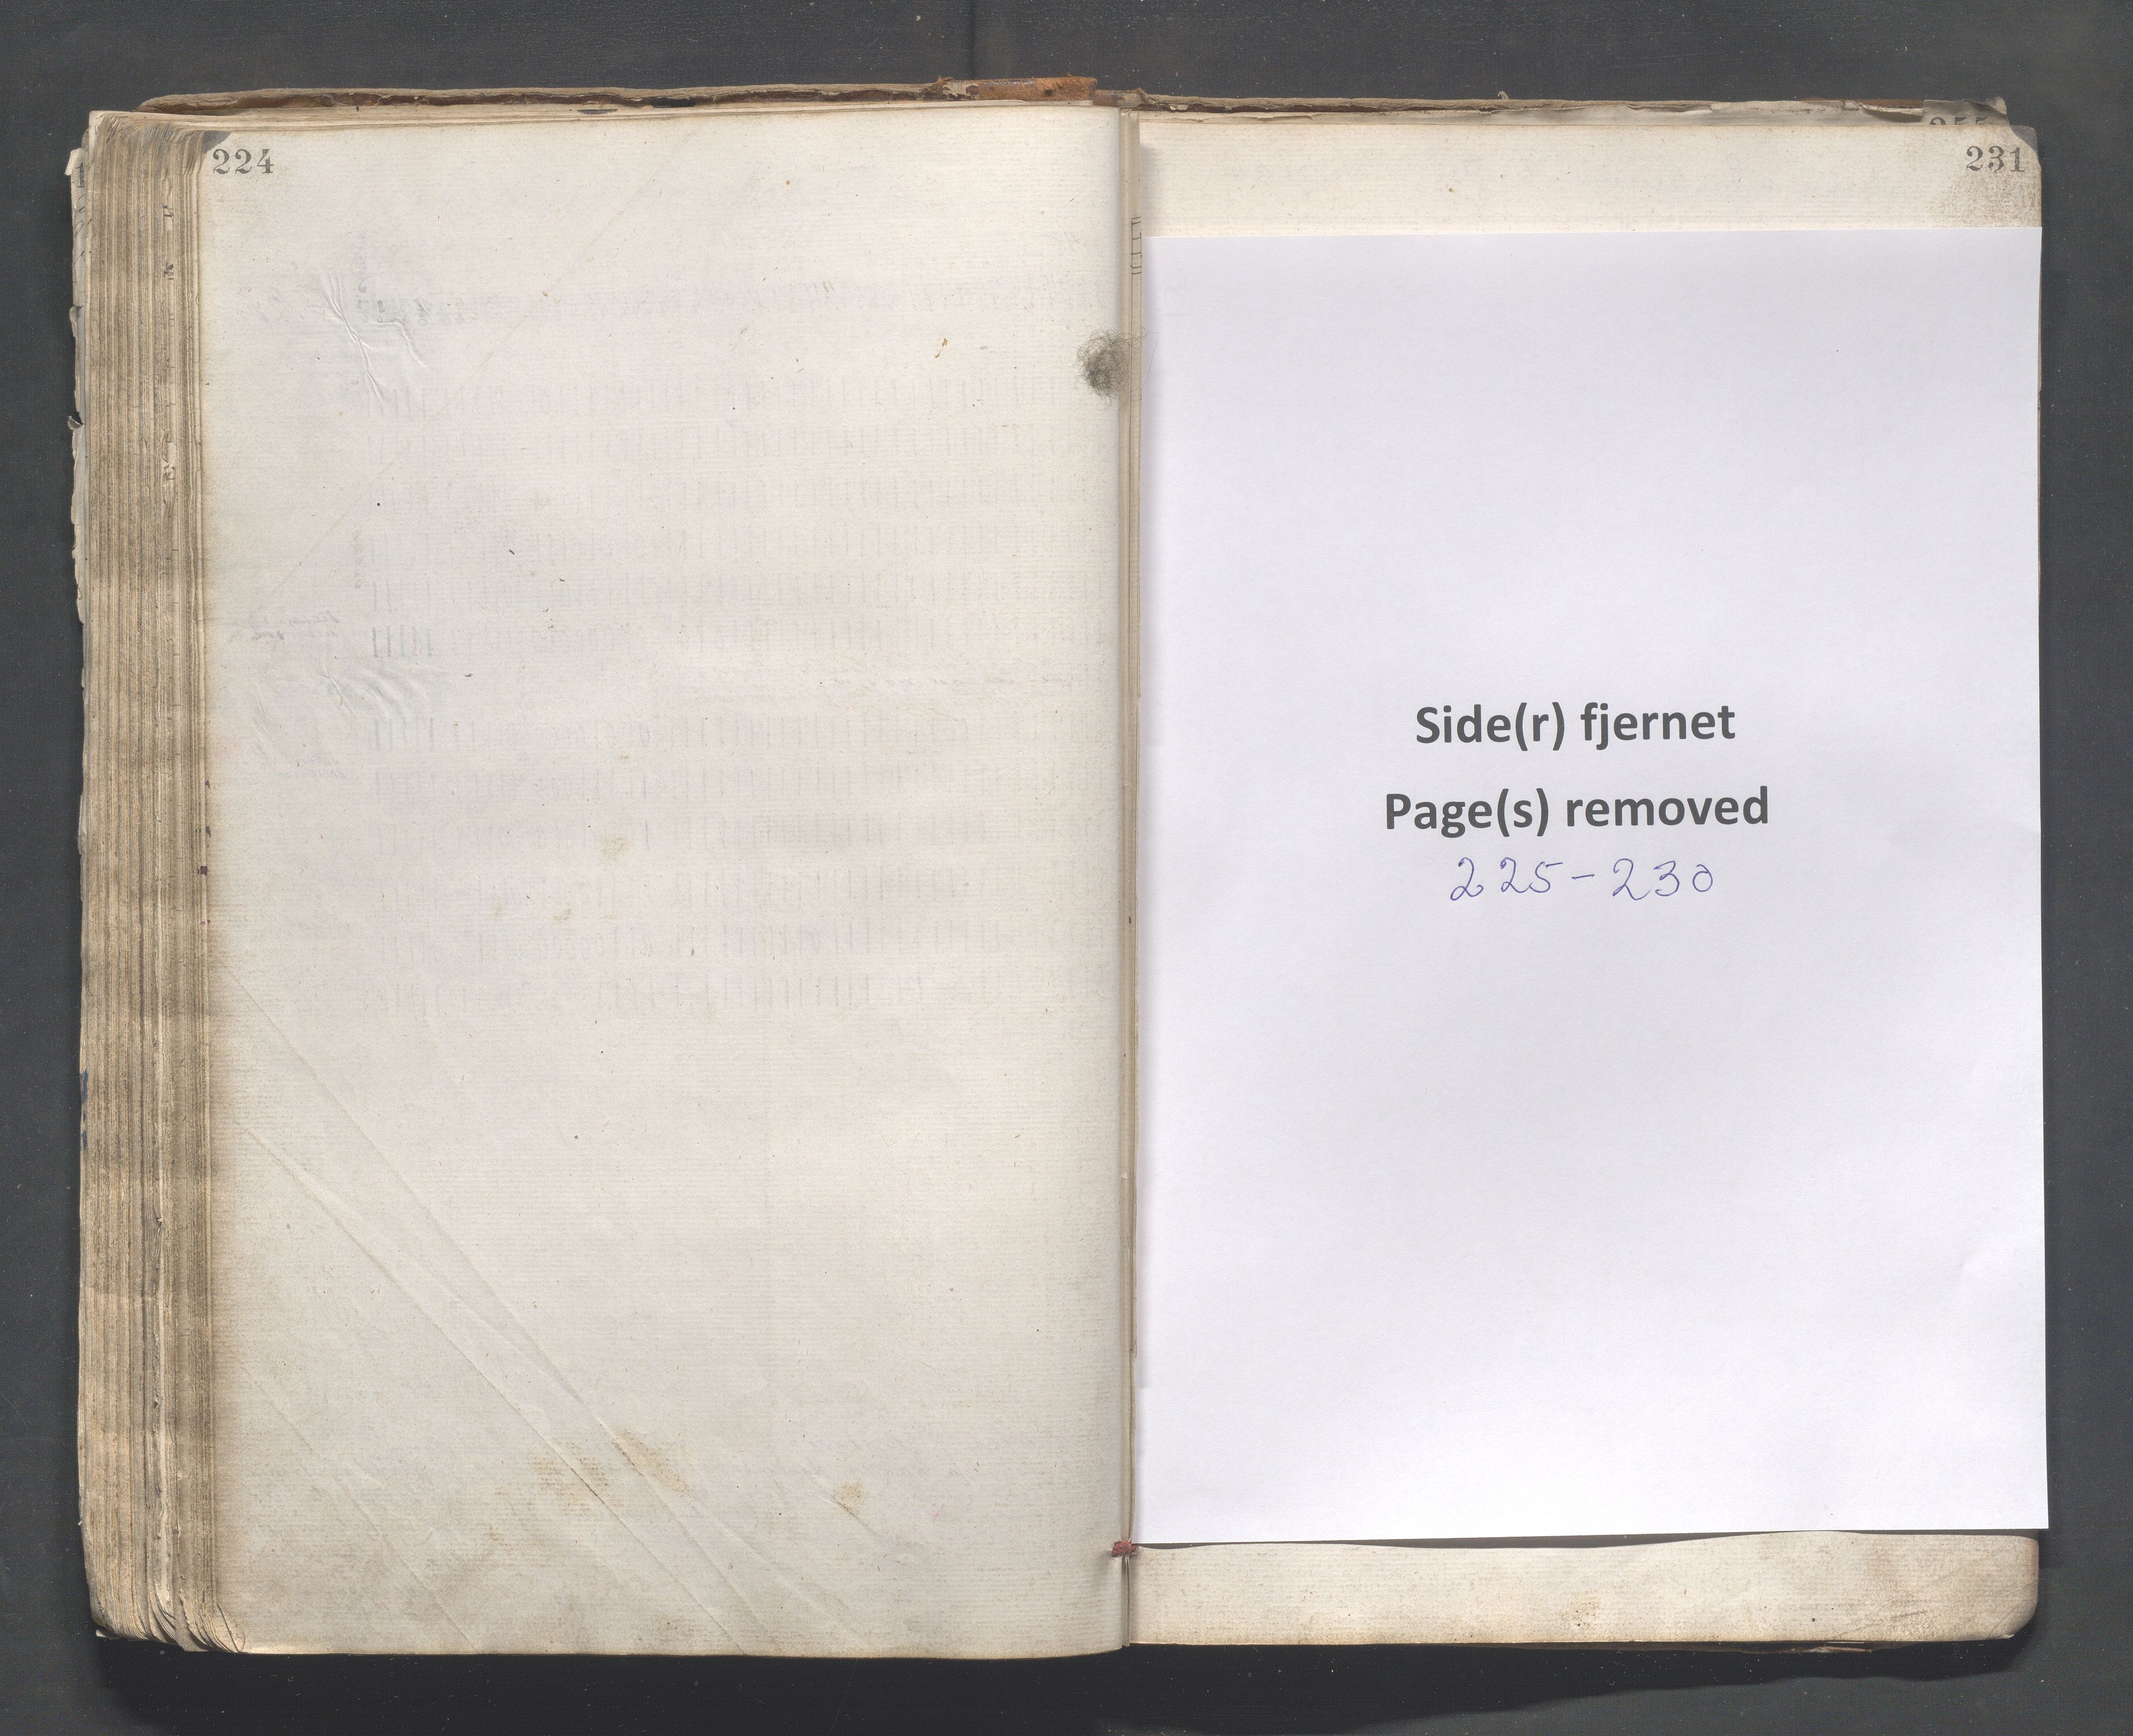 224
231
Side(r) fjernet
Page(s) removed
225-230